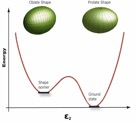 Oblate Shape
Prolate Shape
Energy
Shape
isomer
Ground
state
ε₂